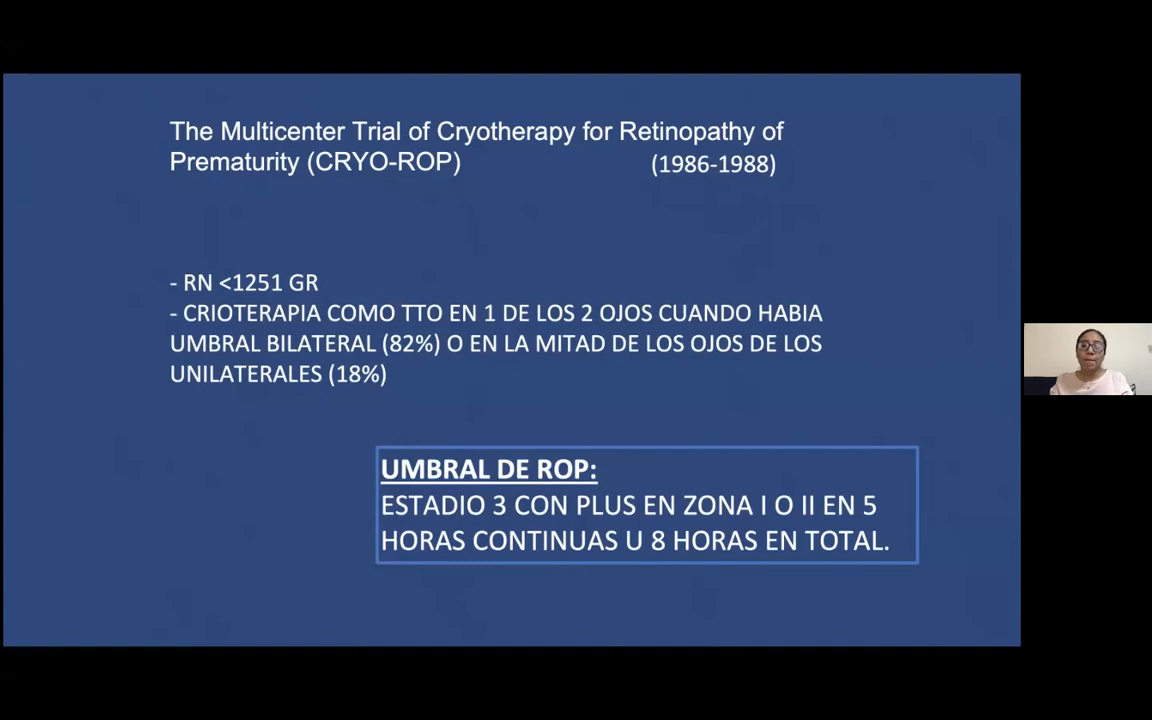 The Multicenter Trial of Cryotherapy for Retinopathy of
Prematurity (CRYO-ROP) (1986-1988)
- RN <1251 GR
- CRIOTERAPIA COMO TTO EN 1 DE LOS 2 OJOS CUANDO HABIA
UMBRAL BILATERAL (82%) O EN LA MITAD DE LOS OJOS DE LOS
UNILATERALES (18%)
UMBRAL DE ROP:
ESTADIO 3 CON PLUS EN ZONA I O II EN 5
HORAS CONTINUAS U 8 HORAS EN TOTAL.